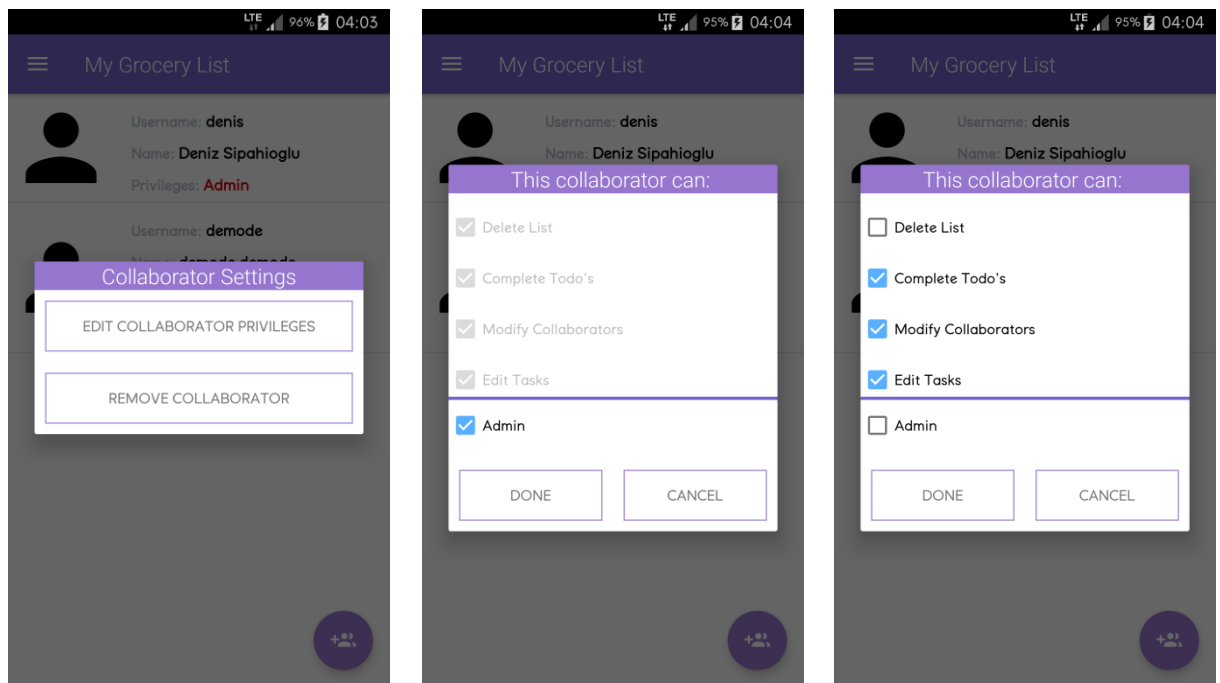 LTE 96% 04:03
My Grocery List
Username: denis
Name: Deniz Sipahioglu
Privileges: Admin
Username: demode
Name: demode demode
Collaborator Settings
EDIT COLLABORATOR PRIVILEGES
REMOVE COLLABORATOR
LTE 95% 04:04
My Grocery List
Username: denis
Name: Deniz Sipahioglu
This collaborator can:
Delete List
Complete Todo's
Modify Collaborators
Edit Tasks
Admin
DONE CANCEL
LTE 95% 04:04
My Grocery List
Username: denis
Name: Deniz Sipahioglu
This collaborator can:
Delete List
Complete Todo's
Modify Collaborators
Edit Tasks
Admin
DONE CANCEL